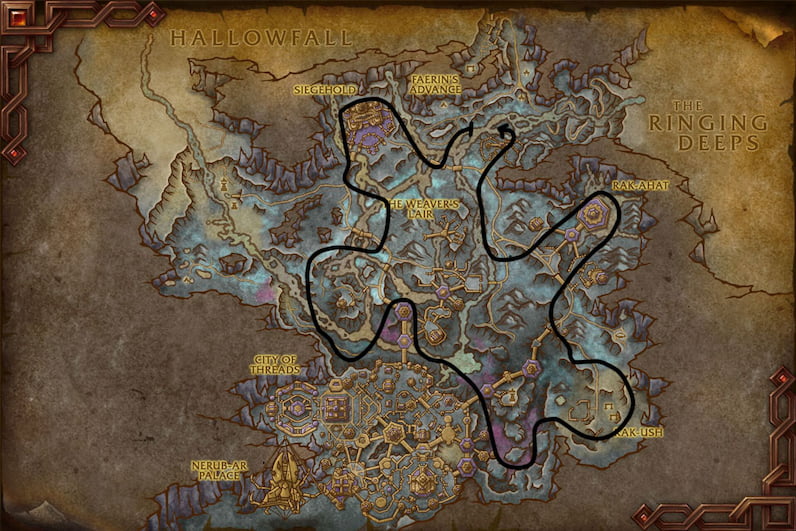 HALLOWFALL
FAERIN'S
ADVANCE
SIEGEHOLD
THE
RINGING
DEEPS
RAK-AHAT
HE WEAVER'S
LAIR
CITY OF
THREADS
RAK-USH
NERUB-AR
PALACE